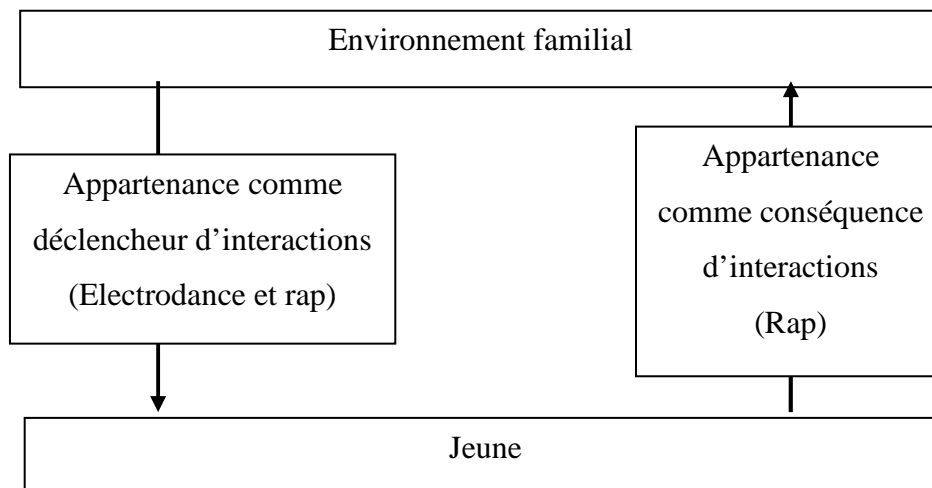 Environnement familial
Appartenance comme
déclencheur d’interactions
(Electrodance et rap)
Appartenance
comme conséquence
d’interactions
(Rap)
Jeune